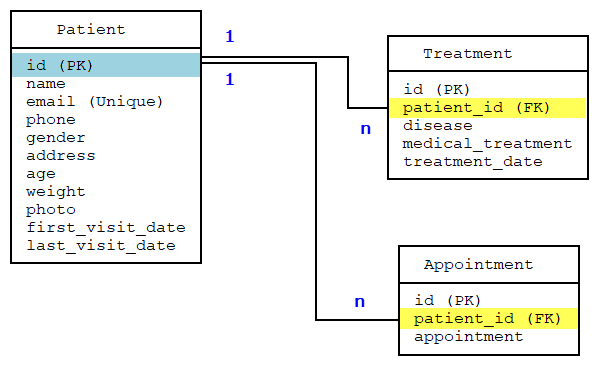 Patient
id (PK)
name
email (Unique)
phone
gender
address
age
weight
photo
first_visit_date
last_visit_date
1
1
n
n
Treatment
id (PK)
patient_id (FK)
disease
medical_treatment
treatment_date
Appointment
id (PK)
patient_id (FK)
appointment